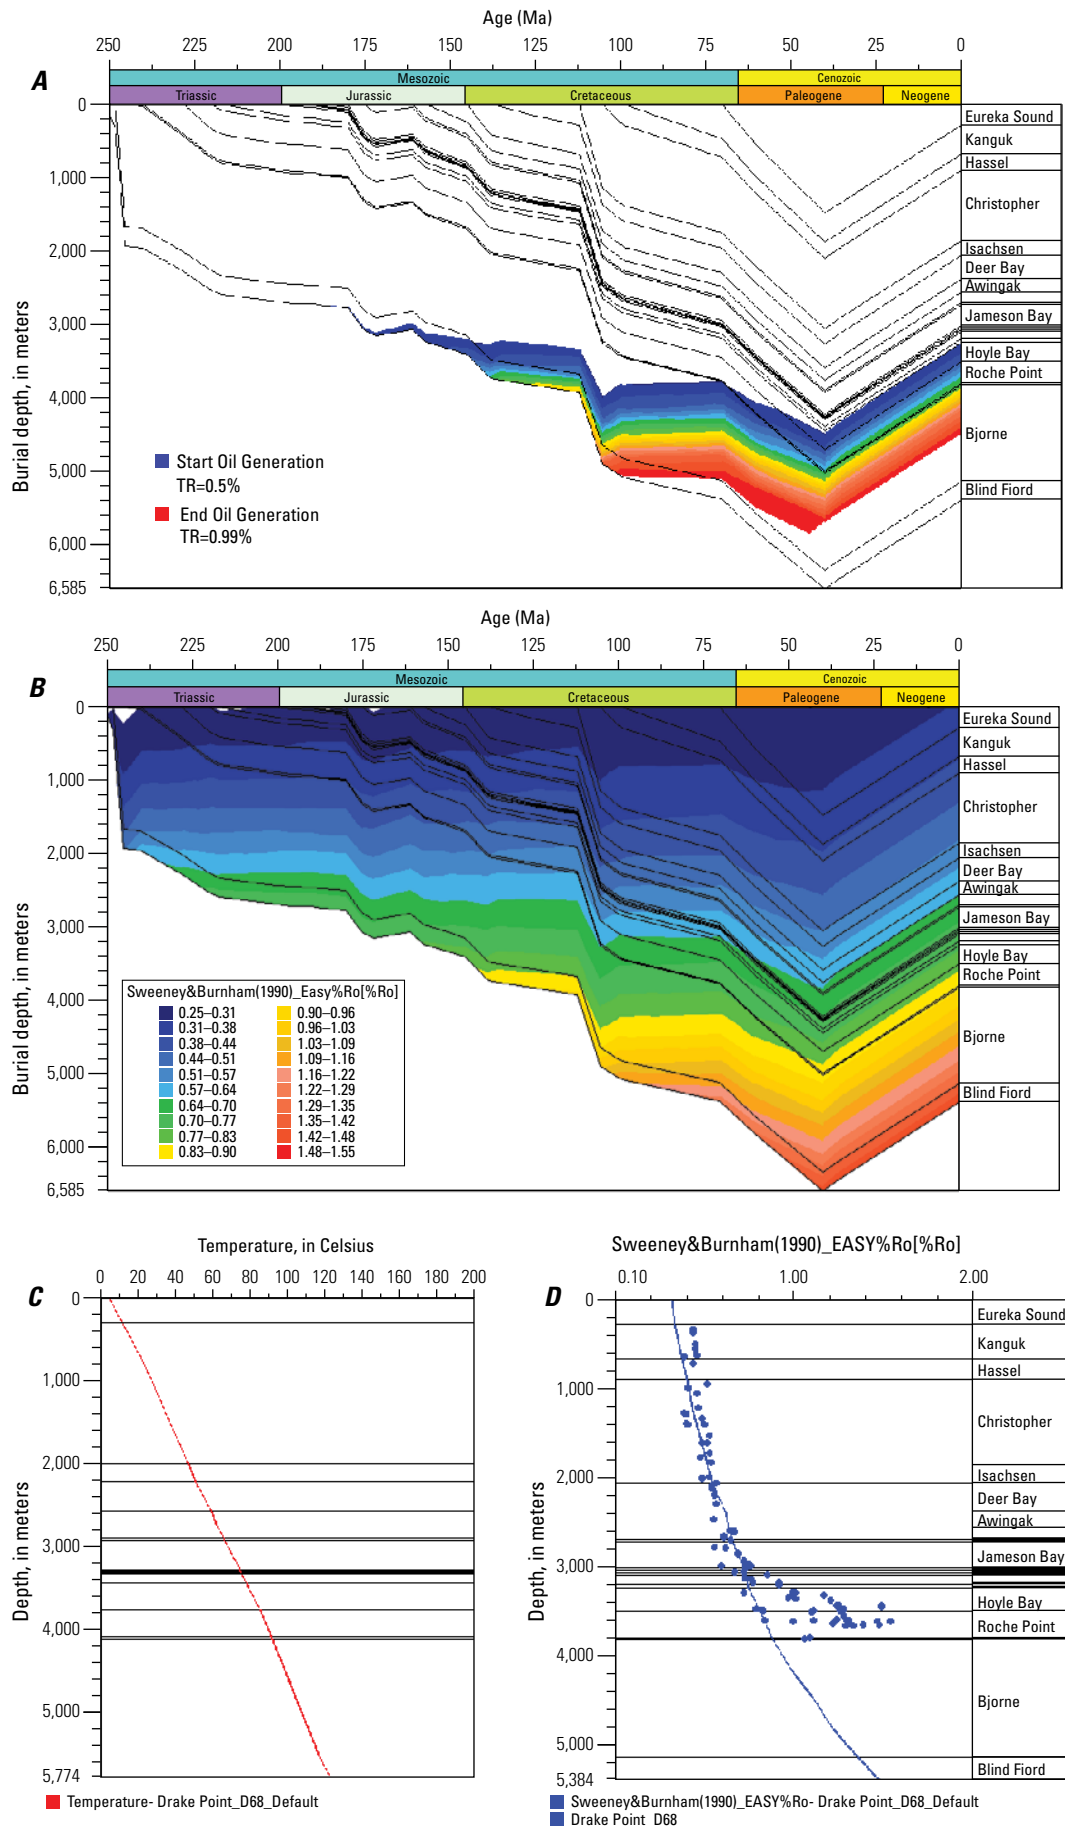 Age (Ma)
250 225 200 175 150 125 100 75 50 25 0
A
Mesozoic Cenozoic
Triassic Jurassic Cretaceous Paleogene Neogene
Burial depth, in meters
0
1,000
2,000
3,000
4,000
5,000
6,000
6,585
Eureka Sound
Kanguk
Hassel
Christopher
Isachsen
Deer Bay
Awingak
Jameson Bay
Hoyle Bay
Roche Point
Bjorne
Blind Fiord
Start Oil Generation
TR=0.5%
End Oil Generation
TR=0.99%
Age (Ma)
250 225 200 175 150 125 100 75 50 25 0
B
Mesozoic Cenozoic
Triassic Jurassic Cretaceous Paleogene Neogene
Burial depth, in meters
0
1,000
2,000
3,000
4,000
5,000
6,000
6,585
Eureka Sound
Kanguk
Hassel
Christopher
Isachsen
Deer Bay
Awingak
Jameson Bay
Hoyle Bay
Roche Point
Bjorne
Blind Fiord
Sweeney&Burnham(1990)_Easy%Ro[%Ro]
0.25–0.31 0.90–0.96
0.31–0.38 0.96–1.03
0.38–0.44 1.03–1.09
0.44–0.51 1.09–1.16
0.51–0.57 1.16–1.22
0.57–0.64 1.22–1.29
0.64–0.70 1.29–1.35
0.70–0.77 1.35–1.42
0.77–0.83 1.42–1.48
0.83–0.90 1.48–1.55
Temperature, in Celsius
0 20 40 60 80 100 120 140 160 180 200
C
Depth, in meters
0
1,000
2,000
3,000
4,000
5,000
5,774
Temperature- Drake Point_D68_Default
Sweeney&Burnham(1990)_EASY%Ro[%Ro]
0.10 1.00 2.00
D
Depth, in meters
0
1,000
2,000
3,000
4,000
5,000
5,384
Eureka Sound
Kanguk
Hassel
Christopher
Isachsen
Deer Bay
Awingak
Jameson Bay
Hoyle Bay
Roche Point
Bjorne
Blind Fiord
Sweeney&Burnham(1990)_EASY%Ro- Drake Point_D68_Default
Drake Point D68